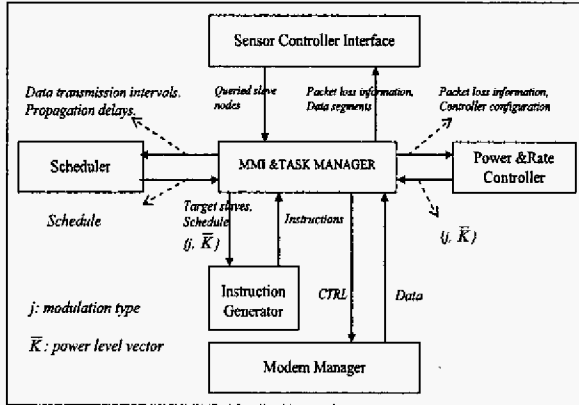 Sensor Controller Interface
Data transmission intervals.
Propagation delays.
Queried slave
nodes
Packet loss information,
Data segments
Packet loss information,
Controller configuration
Scheduler
MMI &TASK MANAGER
Power &Rate
Controller
Schedule
Target slaves,
Schedule
{j, K̅}
Instructions
{j, K̅}
Instruction
Generator
CTRL
Data
j: modulation type
K̅ : power level vector
Modem Manager